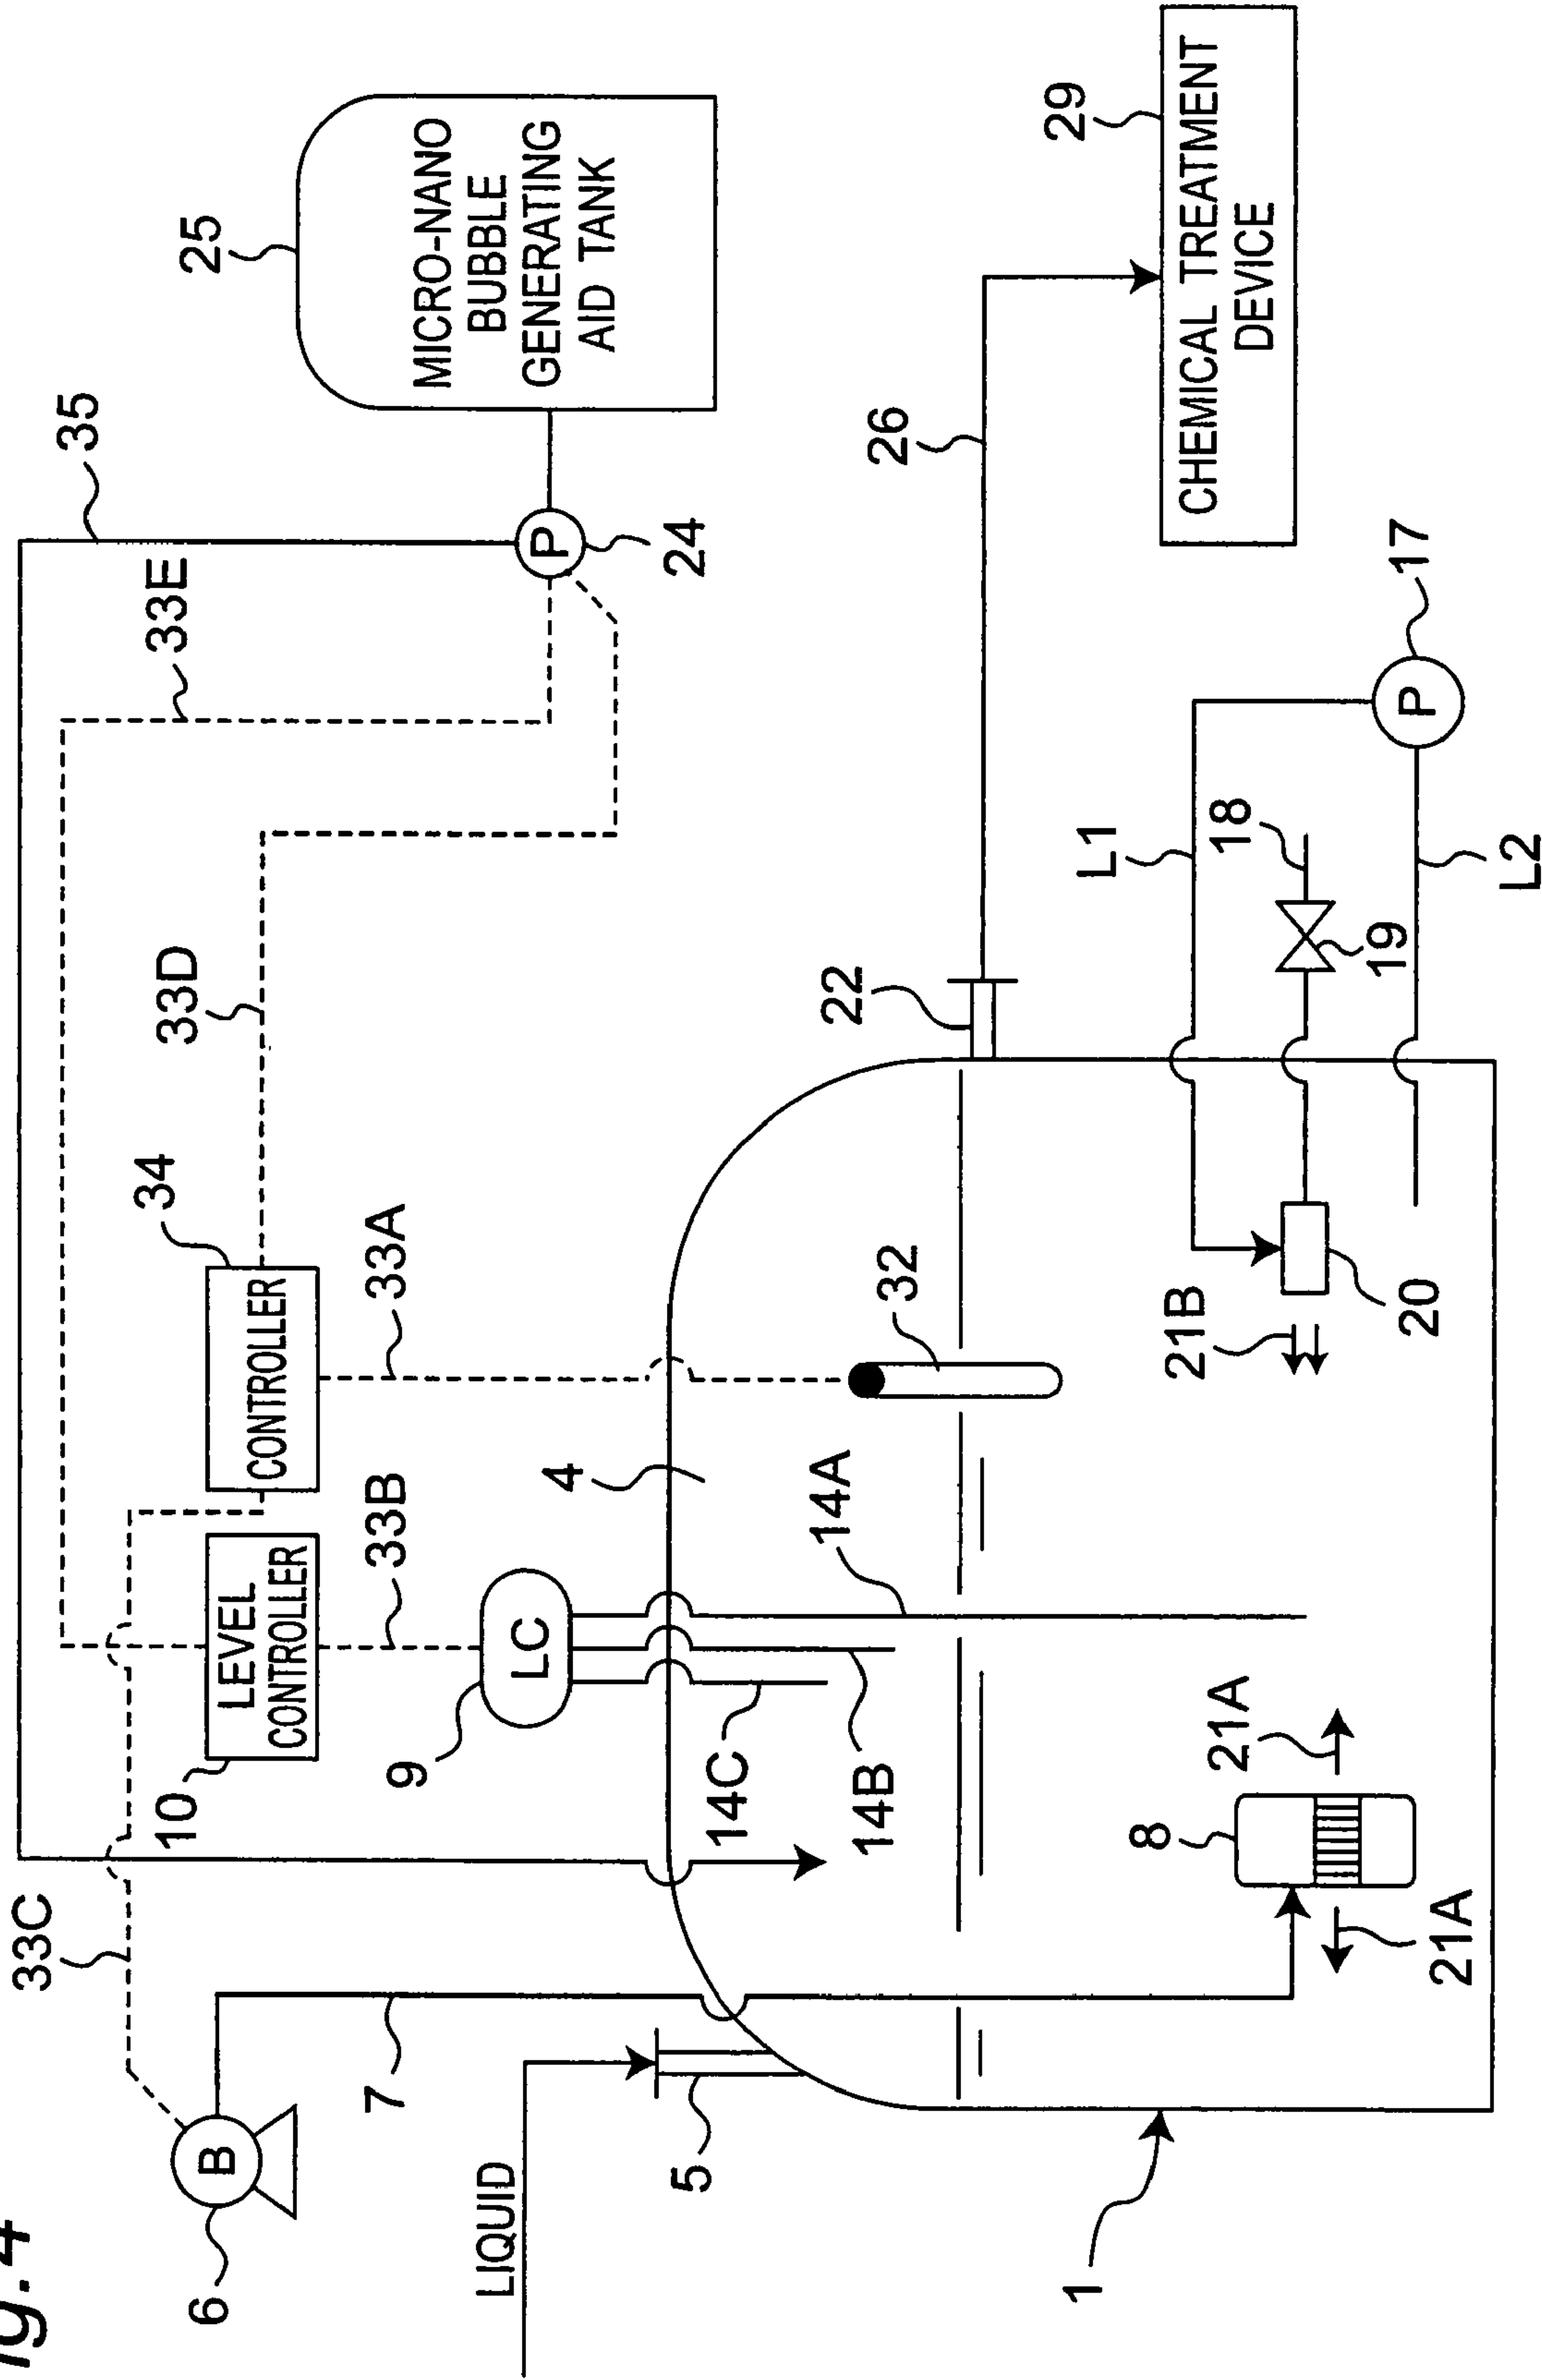 ig.4
33C
35
33E
34
33D
10
25
6
B
LEVEL
CONTROLLER
CONTROLLER
7
33B
33A
9
MICRO-NANO
BUBBLE
GENERATING
AID TANK
LIQUID
LC
P
4
24
5
14C
14A
22
14B
32
26
1
29
L1
8
21B
CHEMICAL TREATMENT
DEVICE
21A
18
19
20
P
17
21A
L2